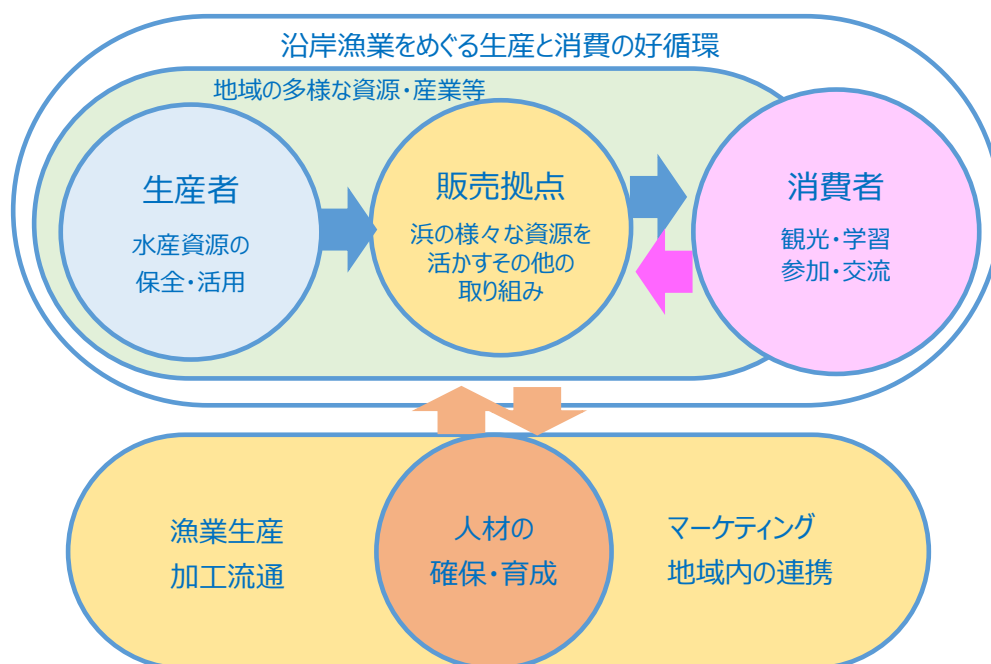 沿岸漁業をめぐる生産と消費の好循環
地域の多様な資源・産業等
生産者
水産資源の
保全・活用
販売拠点
浜の様々な資源を
活かすその他の
取り組み
消費者
観光・学習
参加・交流
漁業生産
加工流通
人材の
確保・育成
マーケティング
地域内の連携